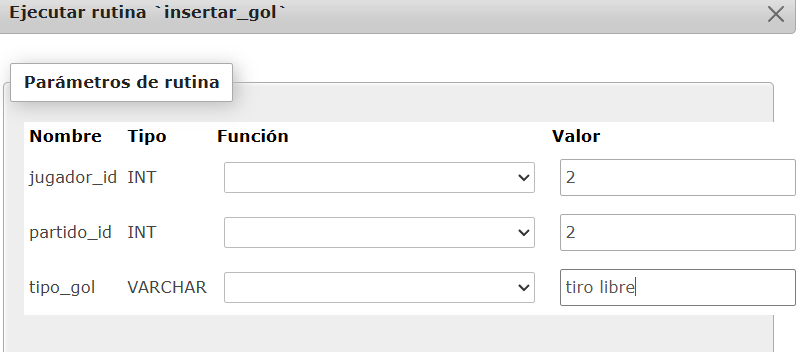 Ejecutar rutina `insertar_gol`
Parámetros de rutina
Nombre Tipo Función Valor
jugador_id INT 2
partido_id INT 2
tipo_gol VARCHAR tiro libre